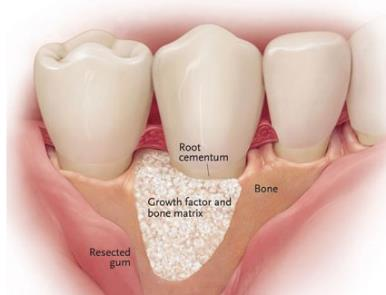 Root
cementum
Growth factor and
bone matrix
Bone
Resected
gum